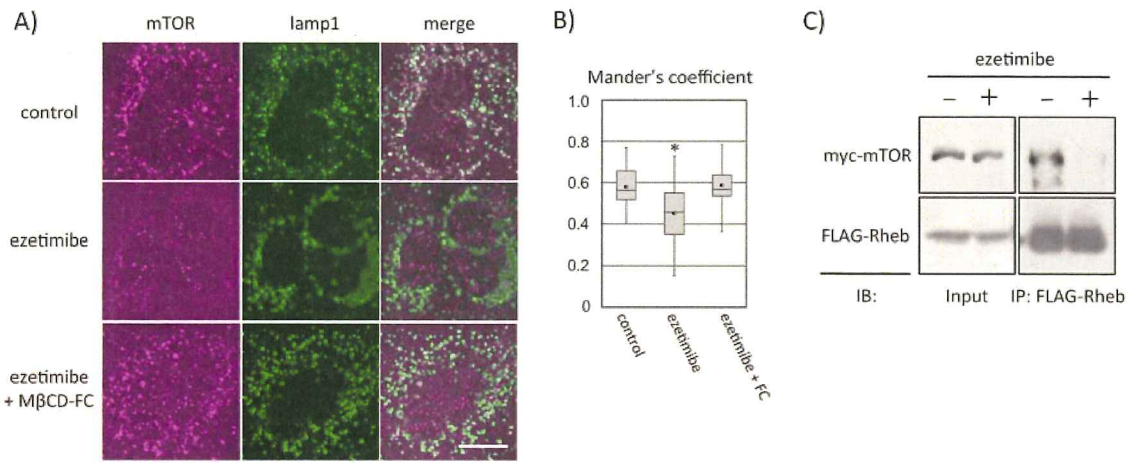 A)
mTOR lamp1 merge
control
ezetimibe
ezetimibe
+ MβCD-FC
B)
Mander's coefficient
1.0
0.8
*
0.6
0.4
0.2
0
control
ezetimibe
ezetimibe + FC
C)
ezetimibe
− + − +
myc-mTOR
FLAG-Rheb
IB: Input IP: FLAG-Rheb